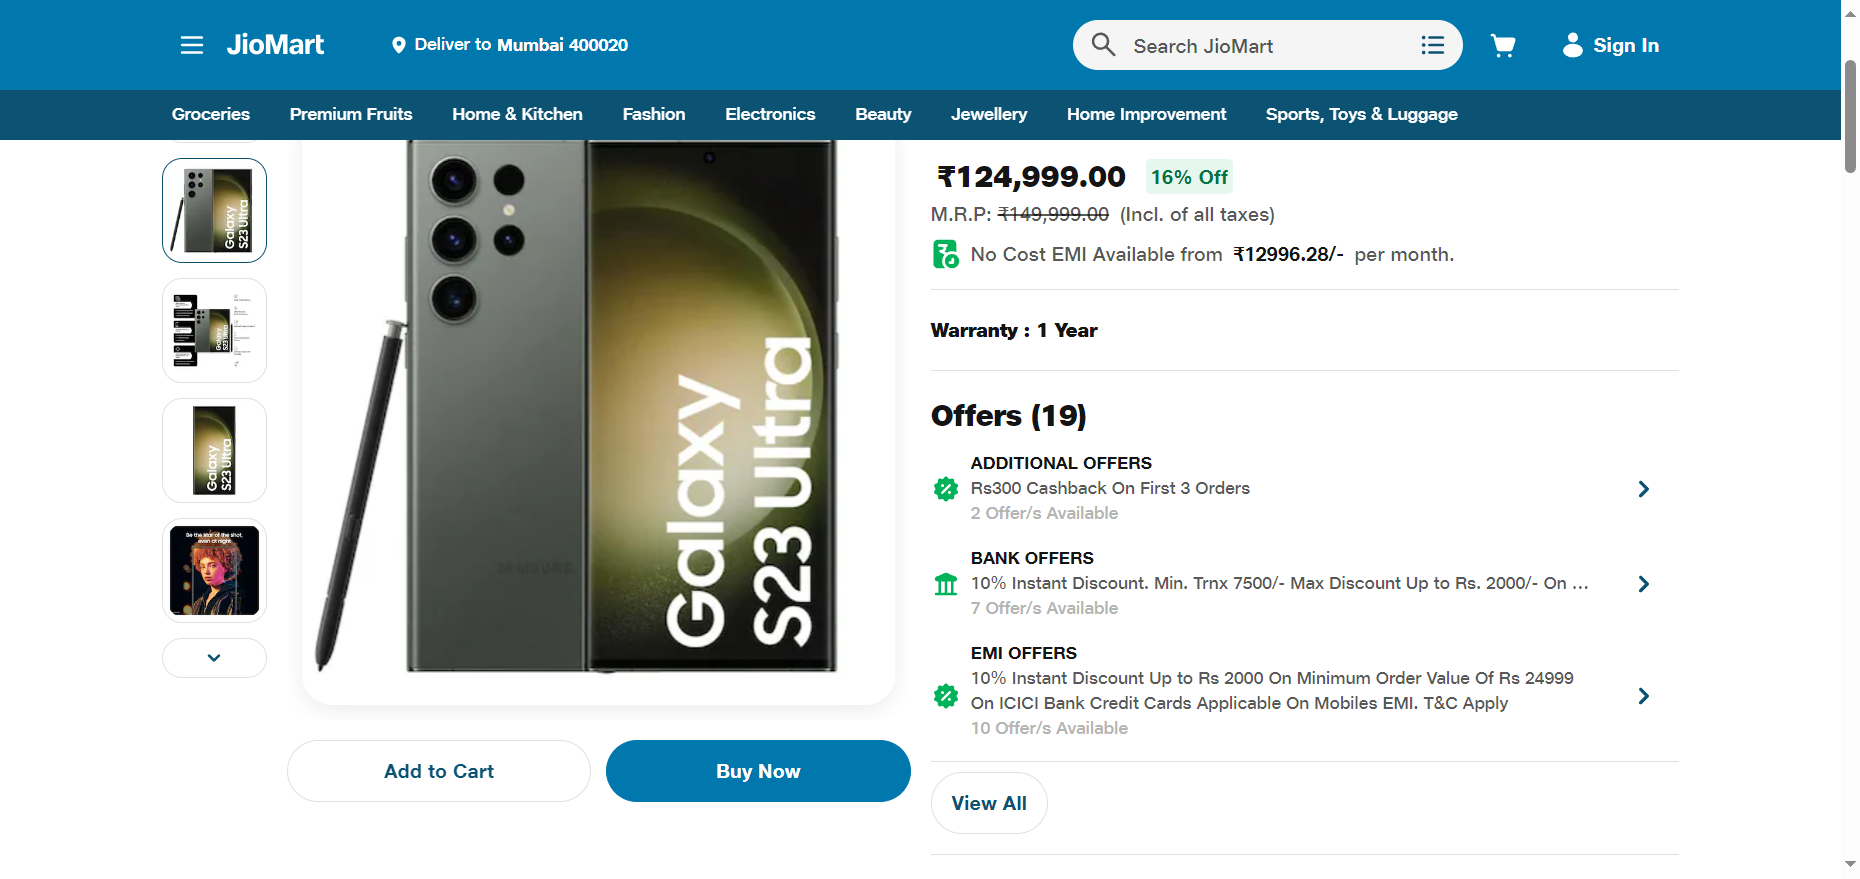 JioMart
Deliver to Mumbai 400020
Search JioMart
Sign In
Groceries
Premium Fruits
Home & Kitchen
Fashion
Electronics
Beauty
Jewellery
Home Improvement
Sports, Toys & Luggage
Galaxy
S23 Ultra
Galaxy
S23 Ultra
Galaxy
S23 Ultra
Be the star of the shot,
even at night
Galaxy
S23 Ultra
SAMSUNG
Add to Cart
Buy Now
₹124,999.00
16% Off
M.R.P: ₹149,999.00 (Incl. of all taxes)
No Cost EMI Available from ₹12996.28/- per month.
Warranty : 1 Year
Offers (19)
ADDITIONAL OFFERS
Rs300 Cashback On First 3 Orders
2 Offer/s Available
BANK OFFERS
10% Instant Discount. Min. Trnx 7500/- Max Discount Up to Rs. 2000/- On ...
7 Offer/s Available
EMI OFFERS
10% Instant Discount Up to Rs 2000 On Minimum Order Value Of Rs 24999
On ICICI Bank Credit Cards Applicable On Mobiles EMI. T&C Apply
10 Offer/s Available
View All